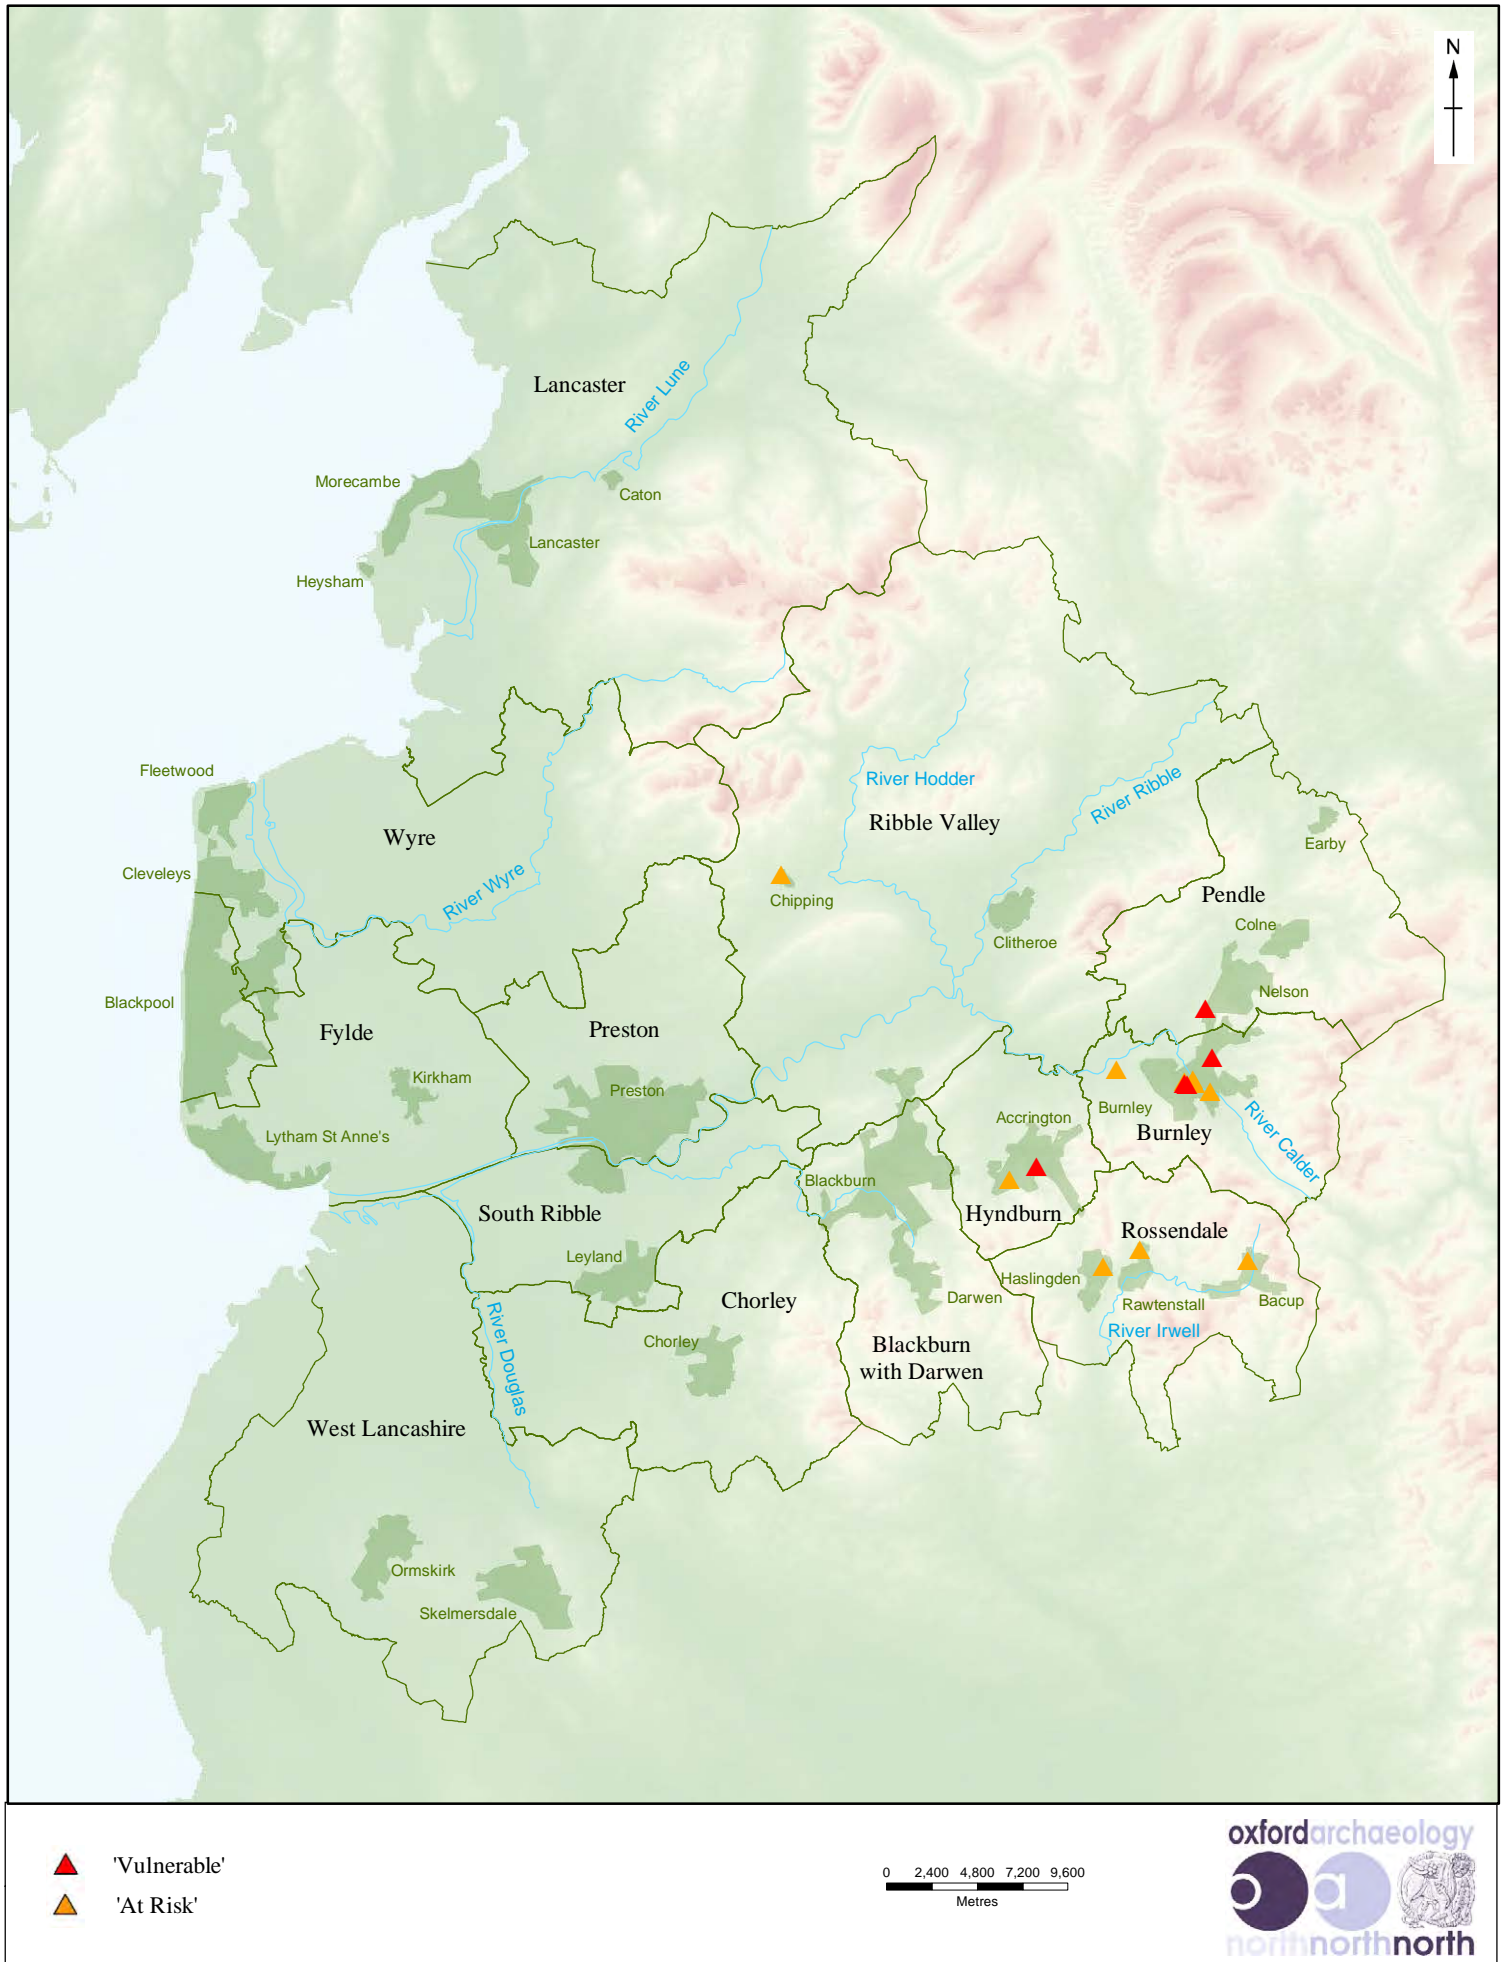 N
Lancaster
River Lune
Morecambe
Caton
Lancaster
Heysham
Fleetwood
River Hodder
River Ribble
Wyre
Ribble Valley
Earby
Cleveleys
River Wyre
Chipping
Pendle
Colne
Clitheroe
Blackpool
Nelson
Fylde
Preston
Kirkham
Preston
Burnley
Accrington
Lytham St Anne's
Burnley
River Calder
Blackburn
South Ribble
Hyndburn
Rossendale
Leyland
Haslingden
Chorley
Darwen
Rawtenstall
Bacup
River Irwell
River Douglas
Chorley
Blackburn
with Darwen
West Lancashire
Ormskirk
Skelmersdale
'Vulnerable'
'At Risk'
0 2,400 4,800 7,200 9,600
Metres
oxfordarchaeology
oa
northnorthnorth